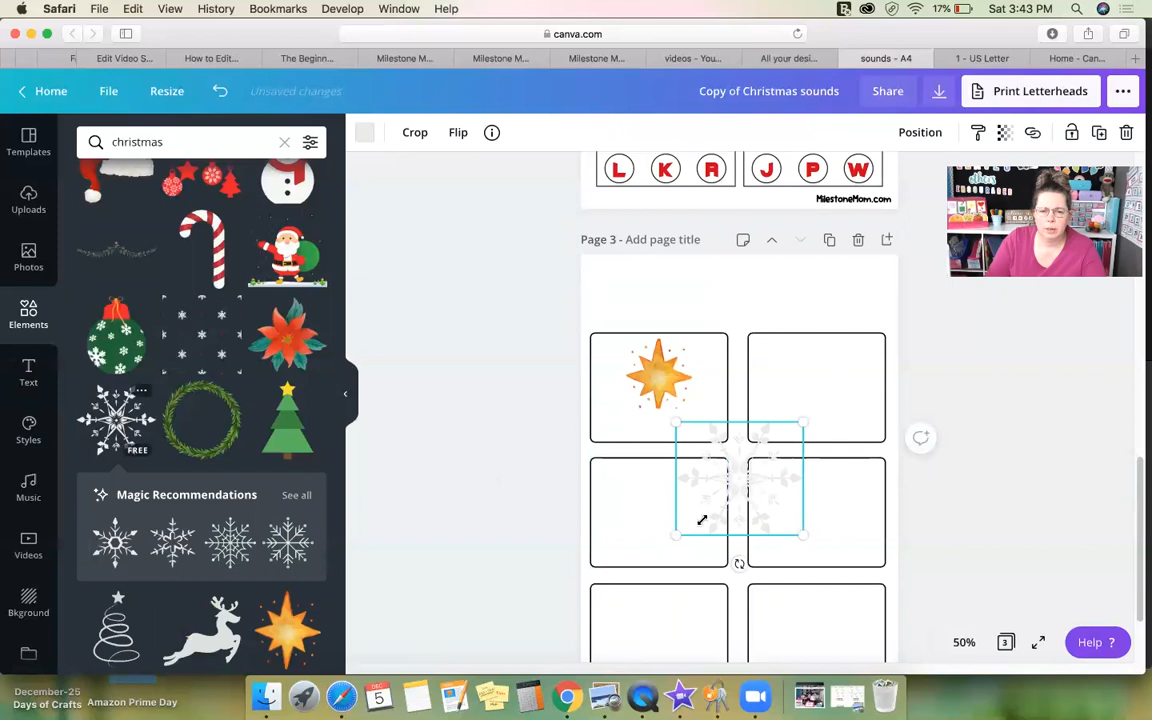 Safari File Edit View History Bookmarks Develop Window Help 17% Sat 3:43 PM
canva.com
Edit Video S... How to Edit... The Beginn... Milestone M... Milestone M... Milestone M... videos - You... All your desi... sounds - A4 1 - US Letter Home - Can...
Home File Resize Unsaved changes Copy of Christmas sounds Share Print Letterheads
Templates
Uploads
Photos
Elements
Text
Styles
Music
Videos
Bkground
christmas
FREE
Magic Recommendations See all
Crop Flip Position
L K R J P W
MilestoneMom.com
Page 3 - Add page title
50% 3 Help ?
December-25
Days of Crafts Amazon Prime Day
DEC
5